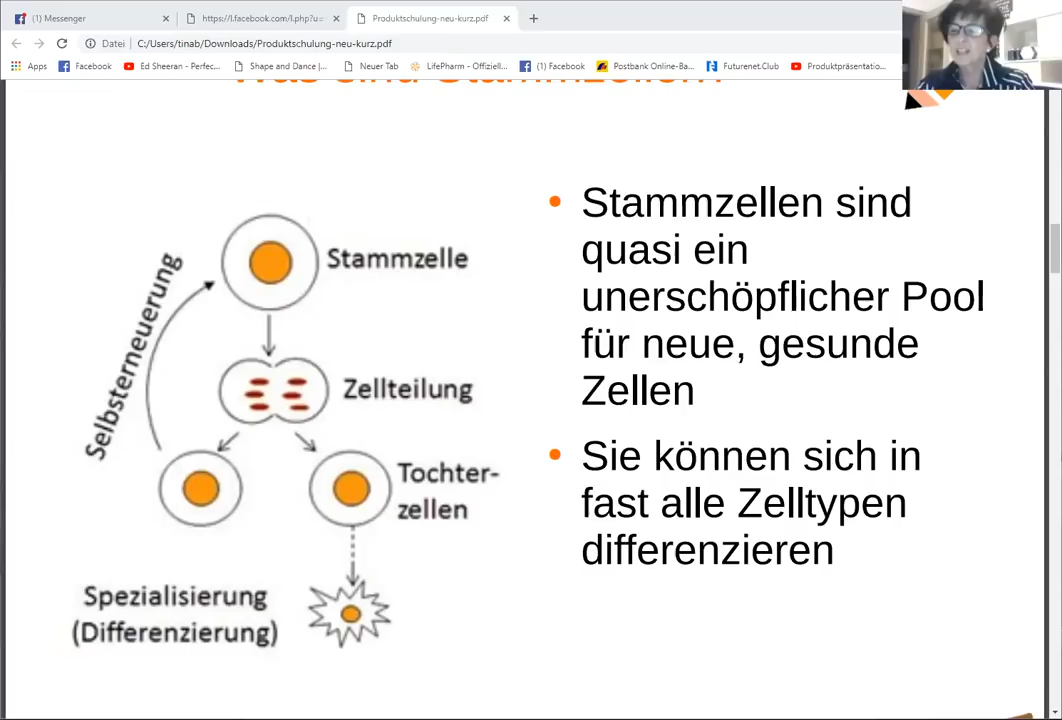 (1) Messenger
https://l.facebook.com/l.php?u=
Produktschulung-neu-kurz.pdf
Datei
C:/Users/tinab/Downloads/Produktschulung-neu-kurz.pdf
Apps
Facebook
Ed Sheeran - Perfec...
Shape and Dance |...
Neuer Tab
LifePharm - Offiziell...
(1) Facebook
Postbank Online-Ba...
Futurenet.Club
Produktpräsentatio...
Was sind Stammzellen?
Stammzelle
Selbsterneuerung
Zellteilung
Tochter-
zellen
Spezialisierung
(Differenzierung)
• Stammzellen sind
quasi ein
unerschöpflicher Pool
für neue, gesunde
Zellen
• Sie können sich in
fast alle Zelltypen
differenzieren